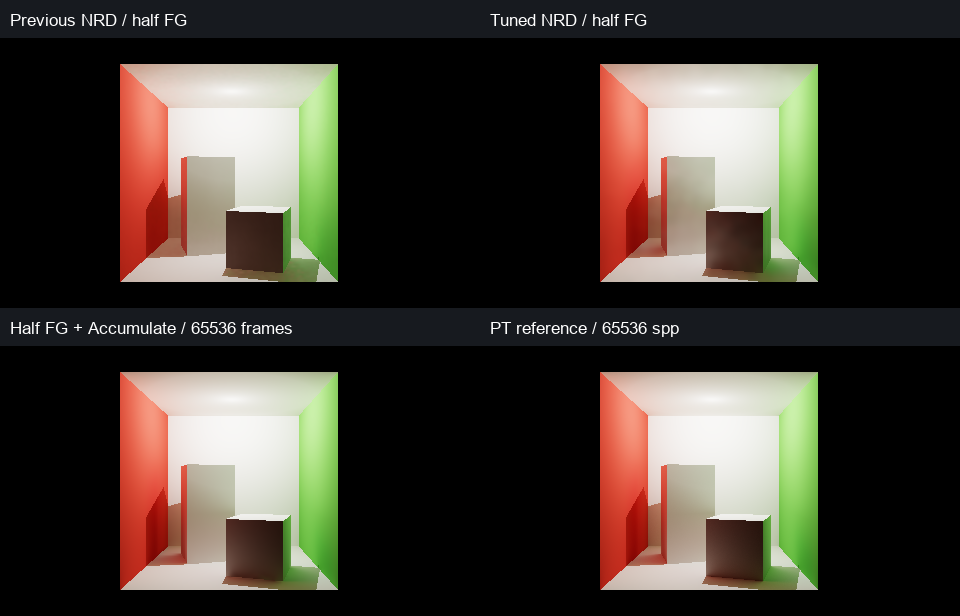 Previous NRD / half FG
Tuned NRD / half FG
Half FG + Accumulate / 65536 frames
PT reference / 65536 spp